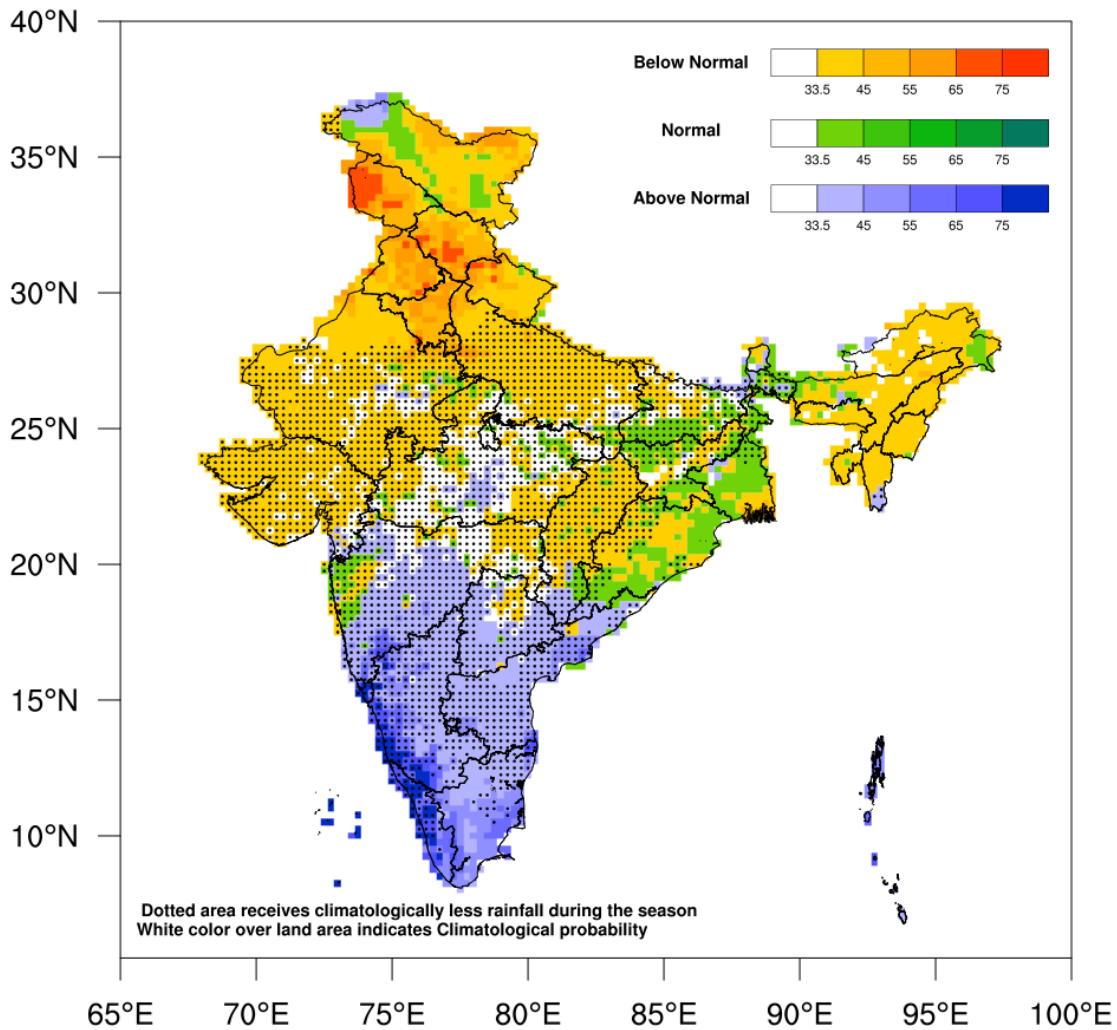 40°N
35°N
30°N
25°N
20°N
15°N
10°N
Below Normal
33.5 45 55 65 75
Normal
33.5 45 55 65 75
Above Normal
33.5 45 55 65 75
Dotted area receives climatologically less rainfall during the season
White color over land area indicates Climatological probability
65°E 70°E 75°E 80°E 85°E 90°E 95°E 100°E